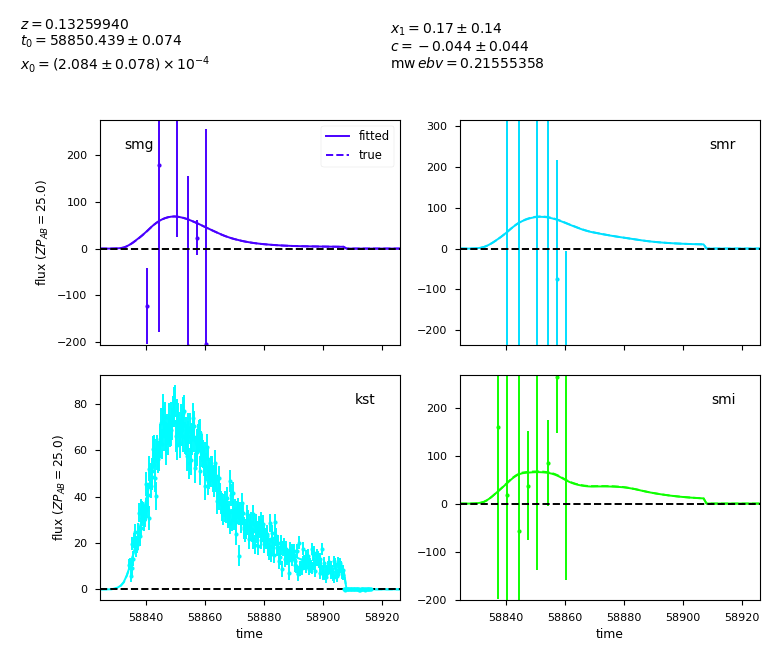 z = 0.13259940
t₀ = 58850.439 ± 0.074
x₀ = (2.084 ± 0.078) × 10⁻⁴
x₁ = 0.17 ± 0.14
c = −0.044 ± 0.044
mw ebv = 0.21555358
smg
fitted
true
200
100
0
−100
−200
flux (ZP_AB = 25.0)
smr
300
200
100
0
−100
−200
kst
80
60
40
20
0
flux (ZP_AB = 25.0)
58840 58860 58880 58900 58920
time
smi
200
100
0
−100
−200
58840 58860 58880 58900 58920
time